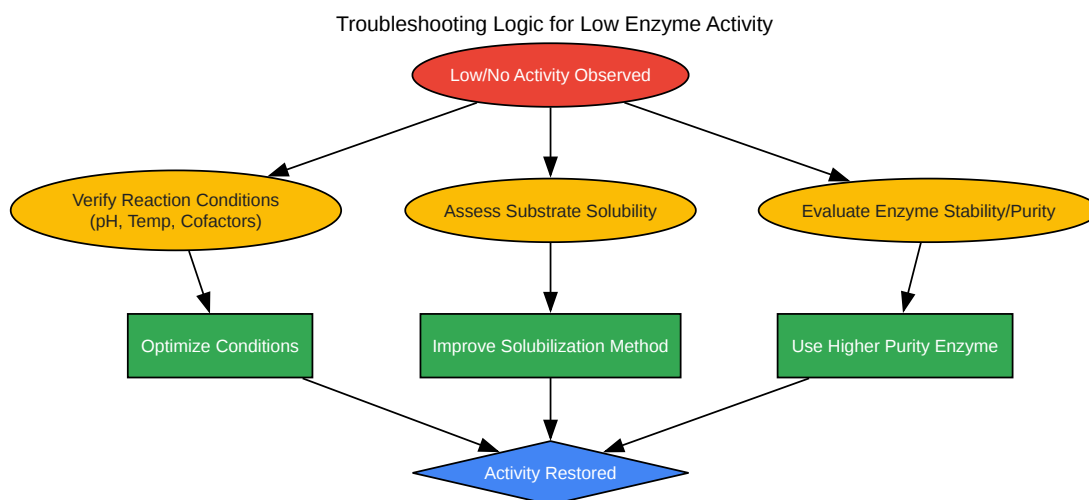 Troubleshooting Logic for Low Enzyme Activity
Low/No Activity Observed
Verify Reaction Conditions
(pH, Temp, Cofactors)
Assess Substrate Solubility
Evaluate Enzyme Stability/Purity
Optimize Conditions
Improve Solubilization Method
Use Higher Purity Enzyme
Activity Restored